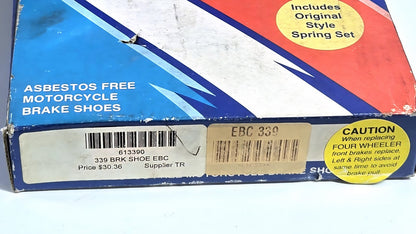 Includes
Original
Style
Spring Set
ASBESTOS FREE
MOTORCYCLE
BRAKE SHOES
613390
339 BRK SHOE EBC
Price $30.36 Supplier TR
EBC 339
CAUTION
When replacing
FOUR WHEELER
front brakes replace
Left & Right sides at
same time to avoid
brake pull.